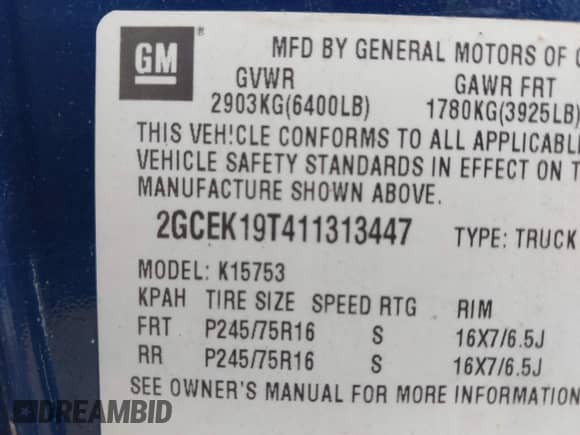 GM ®
MFD BY GENERAL MOTORS OF
GVWR GAWR FRT
2903KG(6400LB) 1780KG(3925LB)
THIS VEHICLE CONFORMS TO ALL APPLICABLE
VEHICLE SAFETY STANDARDS IN EFFECT ON
MANUFACTURE SHOWN ABOVE.
2GCEK19T411313447 TYPE: TRUCK
MODEL: K15753
KPAH TIRE SIZE SPEED RTG RIM
FRT P245/75R16 S 16X7/6.5J
RR P245/75R16 S 16X7/6.5J
SEE OWNER'S MANUAL FOR MORE INFORMATION
DREAMBID